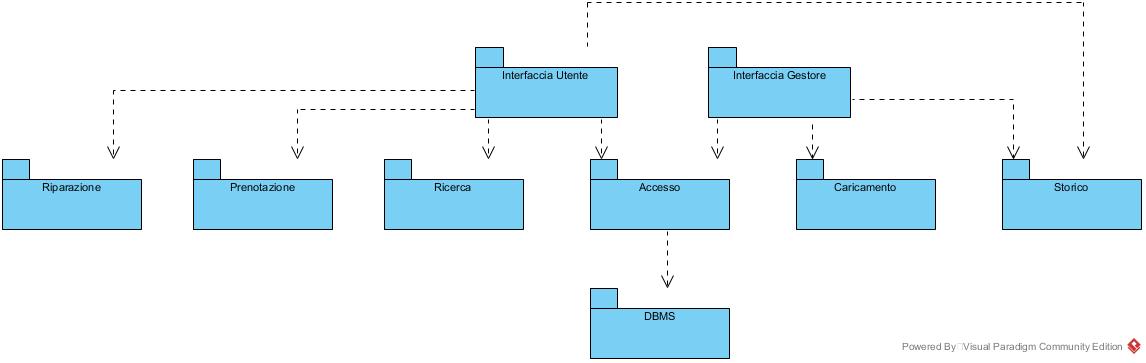 Interfaccia Utente
Interfaccia Gestore
Riparazione
Prenotazione
Ricerca
Accesso
Caricamento
Storico
DBMS
Powered By Visual Paradigm Community Edition